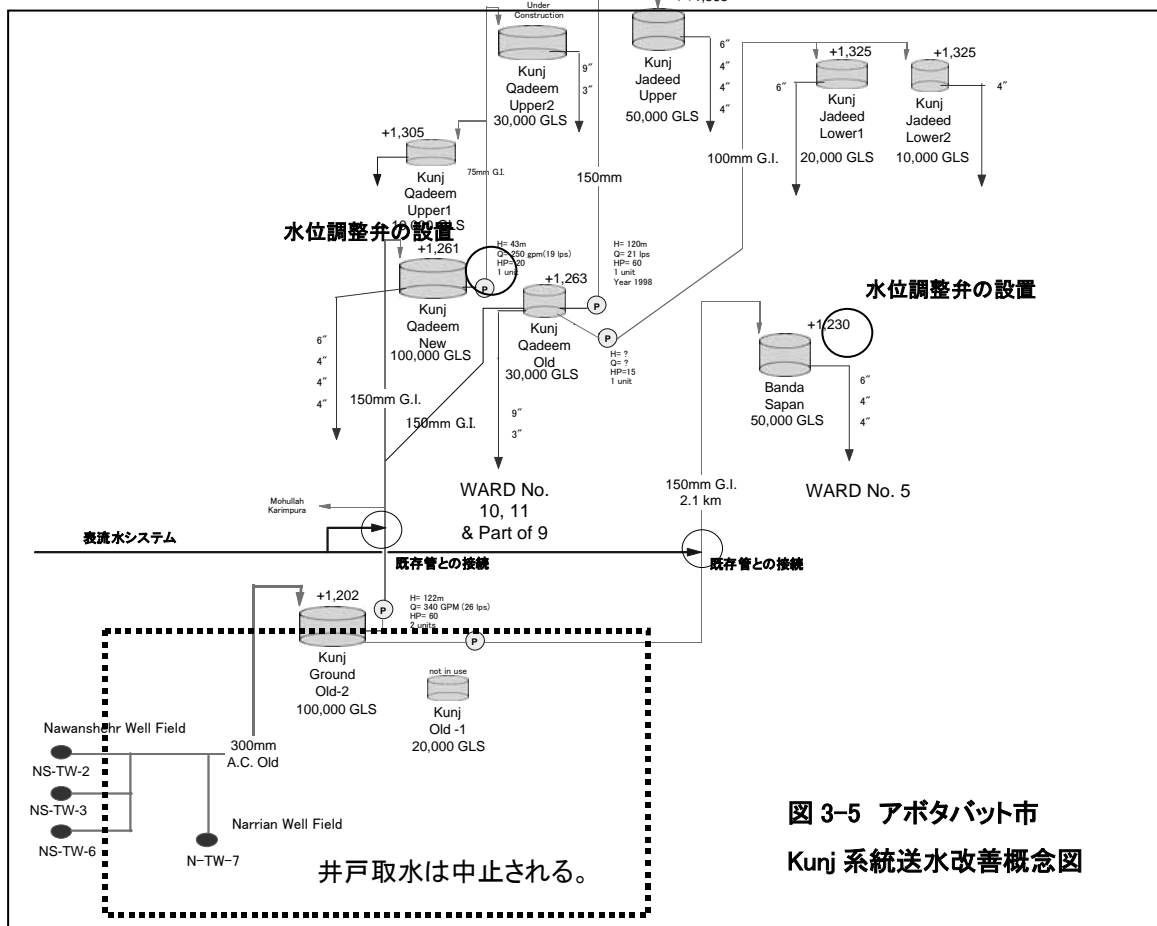 Under
Construction
Kunj
Qadeem
Upper2
30,000 GLS
9"
3"
Kunj
Jadeed
Upper
50,000 GLS
6"
4"
4"
4"
+1,325
6"
Kunj
Jadeed
Lower1
20,000 GLS
+1,325
4"
Kunj
Jadeed
Lower2
10,000 GLS
+1,305
Kunj
Qadeem
Upper1
10,000 GLS
75mm G.I.
150mm
100mm G.I.
水位調整弁の設置
+1,261
Kunj
Qadeem
New
100,000 GLS
6"
4"
4"
4"
H= 43m
Q= 250 gpm(19 lps)
HP= 20
1 unit
P
+1,263
Kunj
Qadeem
Old
30,000 GLS
9"
3"
H= 120m
Q= 21 lps
HP= 60
1 unit
Year 1998
P
P
H= ?
Q= ?
HP=15
1 unit
水位調整弁の設置
+1,230
Banda
Sapan
50,000 GLS
6"
4"
4"
150mm G.I.
150mm G.I.
WARD No.
10, 11
& Part of 9
150mm G.I.
2.1 km
WARD No. 5
Mohullah
Karimpura
表流水システム
既存管との接続
既存管との接続
+1,202
P
H= 122m
Q= 340 GPM (26 lps)
HP= 60
2 units
P
Kunj
Ground
Old-2
100,000 GLS
not in use
Kunj
Old -1
20,000 GLS
Nawanshehr Well Field
NS-TW-2
NS-TW-3
NS-TW-6
300mm
A.C. Old
Narrian Well Field
N-TW-7
井戸取水は中止される。
図 3-5 アボタバット市
Kunj 系統送水改善概念図